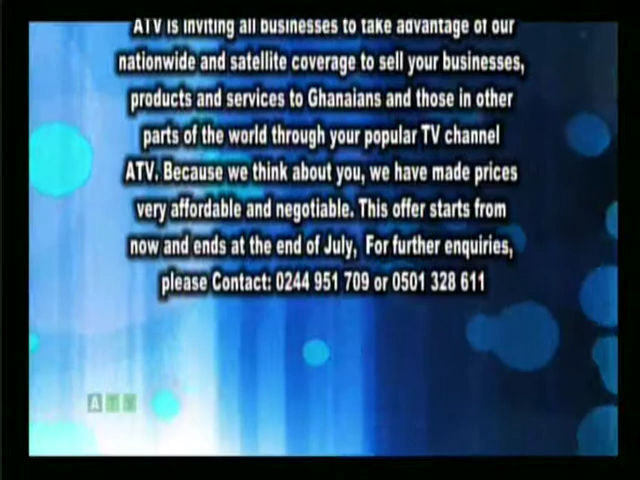 ATV is inviting all businesses to take advantage of our
nationwide and satellite coverage to sell your businesses,
products and services to Ghanaians and those in other
parts of the world through your popular TV channel
ATV. Because we think about you, we have made prices
very affordable and negotiable. This offer starts from
now and ends at the end of July, For further enquiries,
please Contact: 0244 951 709 or 0501 328 611
A